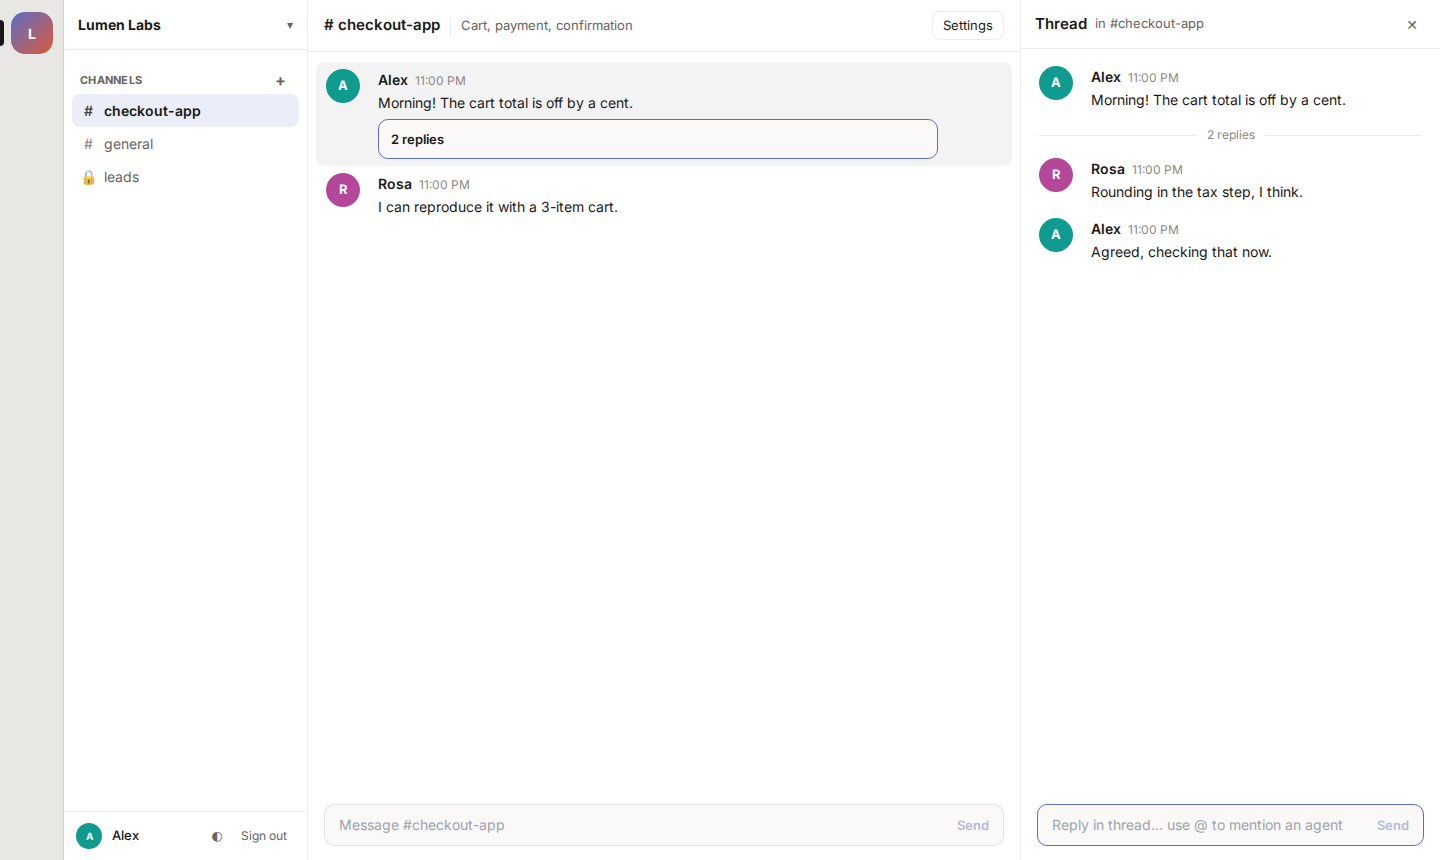 L
Lumen Labs ▾
CHANNELS +
# checkout-app
# general
leads
A Alex ◐ Sign out
# checkout-app Cart, payment, confirmation Settings
A Alex 11:00 PM
Morning! The cart total is off by a cent.
2 replies
R Rosa 11:00 PM
I can reproduce it with a 3-item cart.
Message #checkout-app Send
Thread in #checkout-app ✕
A Alex 11:00 PM
Morning! The cart total is off by a cent.
2 replies
R Rosa 11:00 PM
Rounding in the tax step, I think.
A Alex 11:00 PM
Agreed, checking that now.
Reply in thread... use @ to mention an agent Send